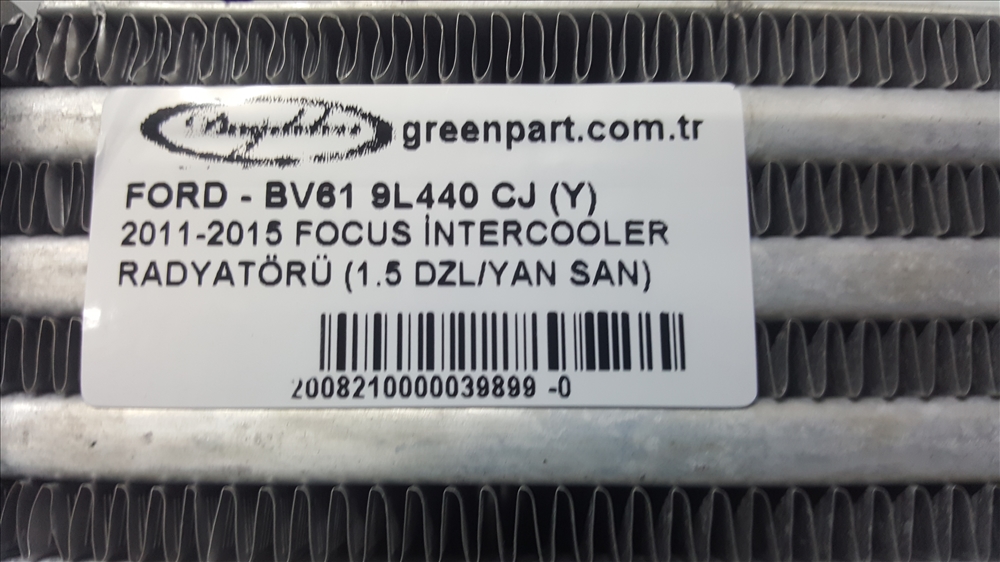 greenpart.com.tr
FORD - BV61 9L440 CJ (Y)
2011-2015 FOCUS İNTERCOOLER
RADYATÖRÜ (1.5 DZL/YAN SAN)
2008210000039899 -0